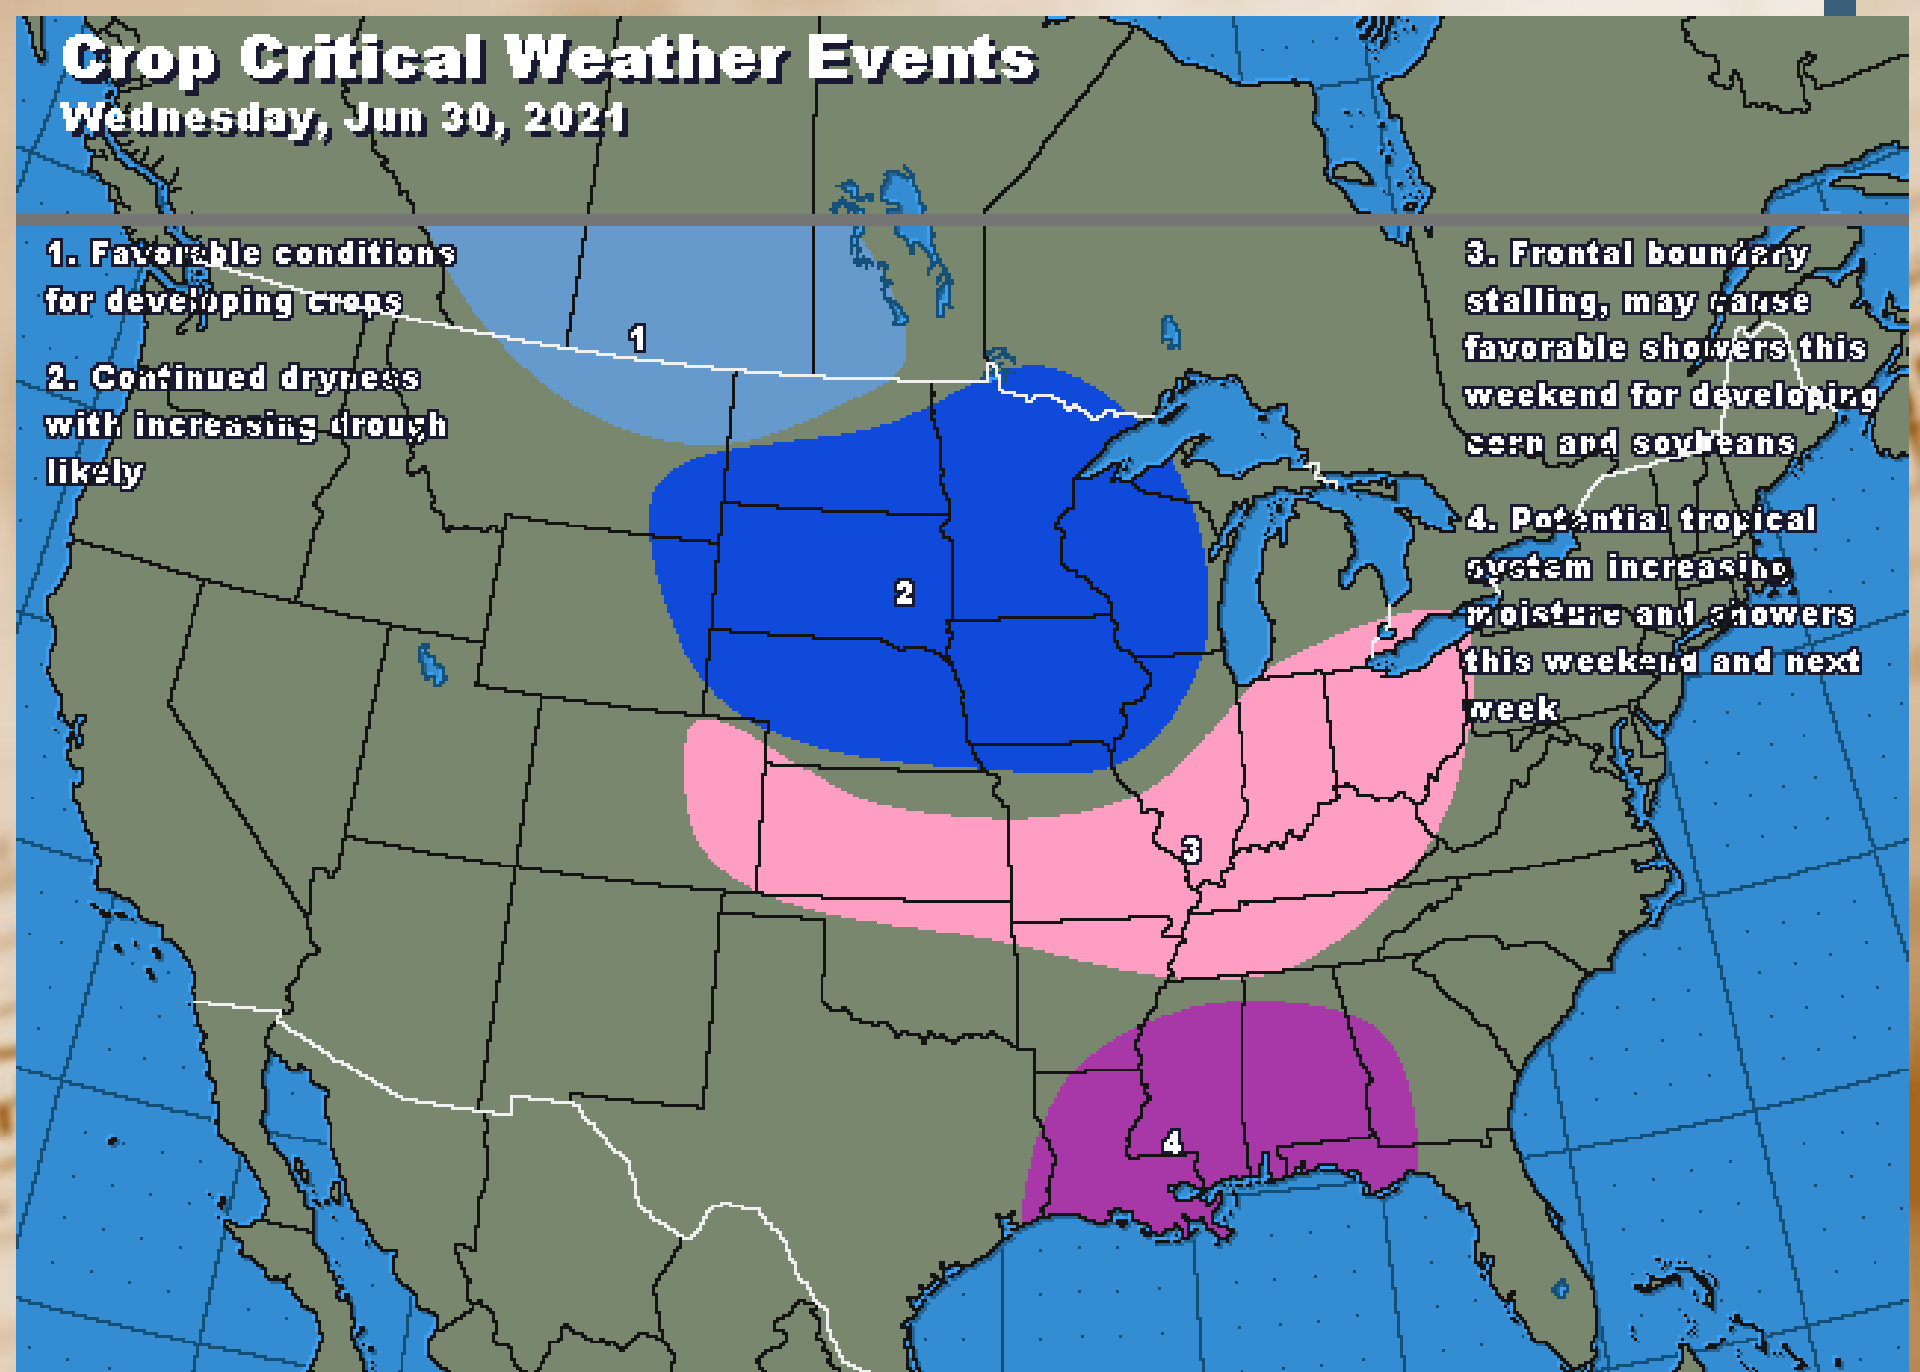 Crop Critical Weather Events
Wednesday, Jun 30, 2021
1. Favorable conditions
for developing crops
2. Continued dryness
with increasing drough
likely
3. Frontal boundary
stalling, may cause
favorable showers this
weekend for developing
corn and soybeans
4. Potential tropical
system increasing
moisture and showers
this weekend and next
week
1
2
3
4